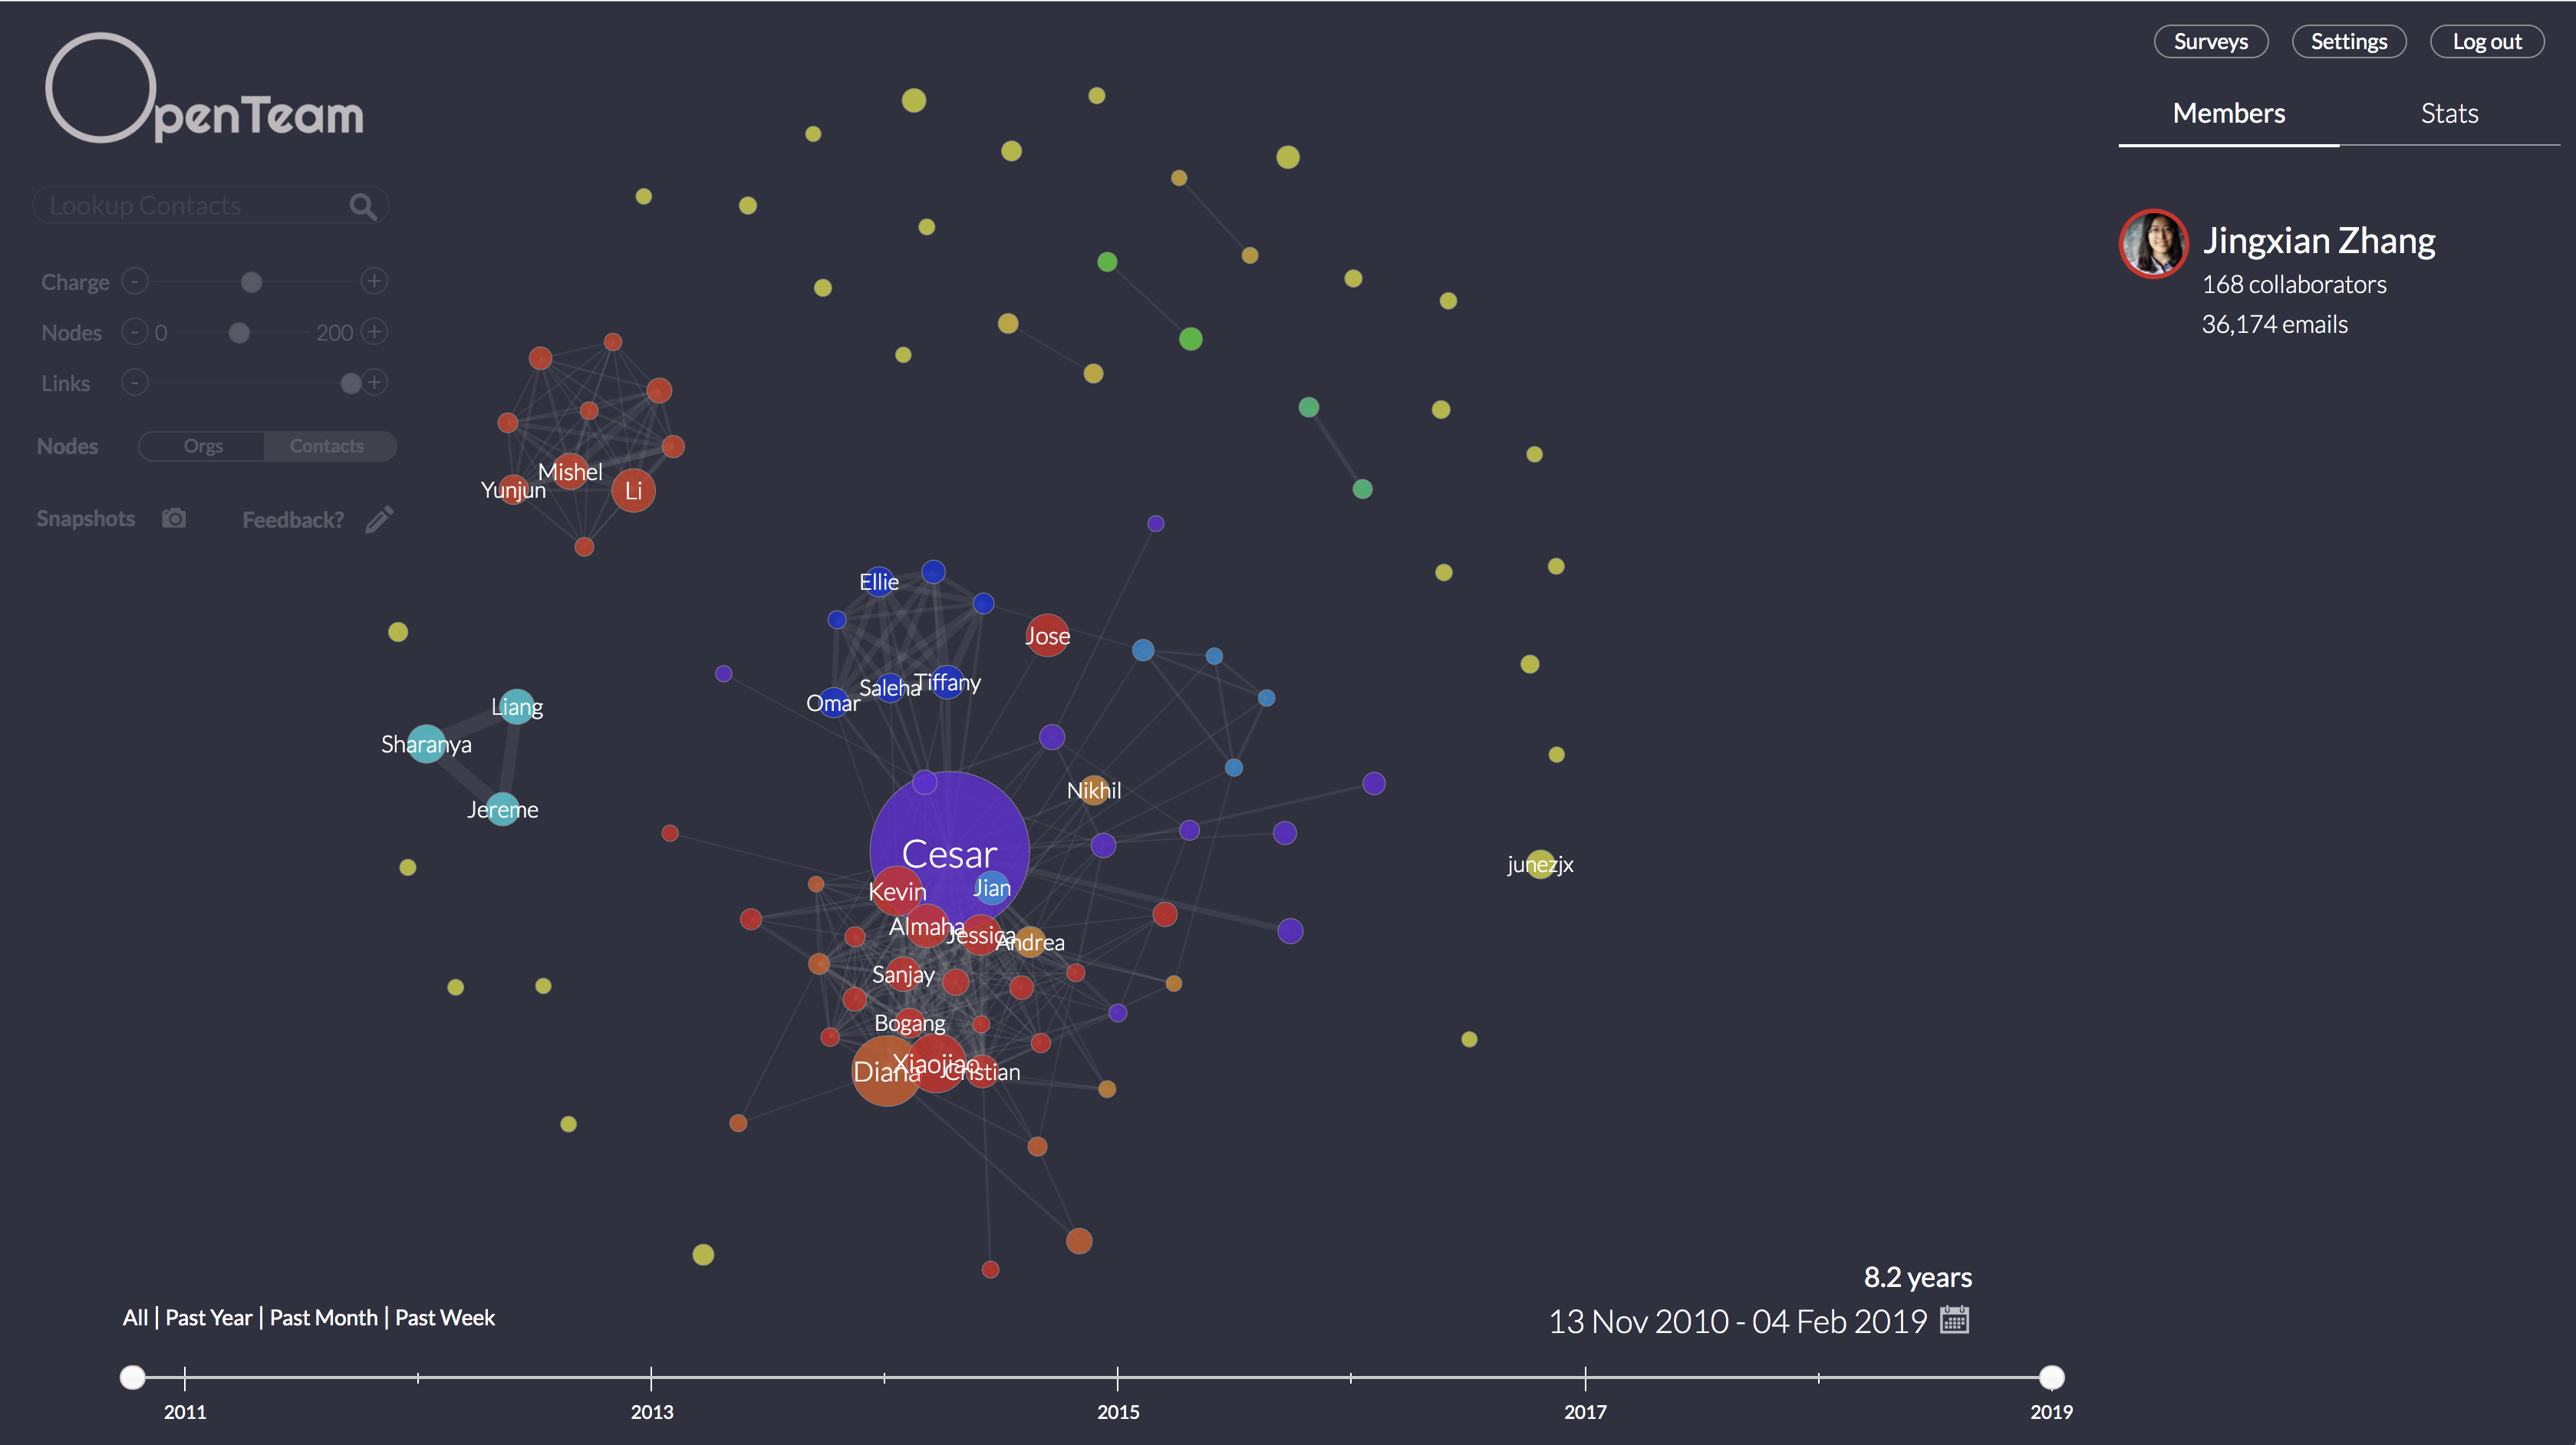 OpenTeam
Lookup Contacts
Charge - +
Nodes - 0 200 +
Links - +
Nodes Orgs Contacts
Snapshots Feedback?
Surveys Settings Log out
Members Stats
Jingxian Zhang
168 collaborators
36,174 emails
Mishel
Yunjun
Li
Ellie
Jose
Tiffany
Saleha
Omar
Liang
Sharanya
Jereme
Nikhil
Cesar
junezjx
Kevin
Jian
Almaha
Jessica
Andrea
Sanjay
Bogang
Diana
Xiaojiao
Cristian
8.2 years
All | Past Year | Past Month | Past Week
13 Nov 2010 - 04 Feb 2019
2011 2013 2015 2017 2019